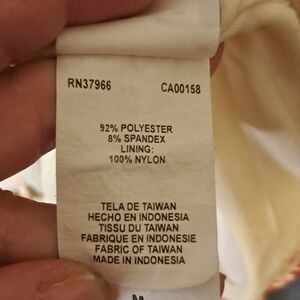 RN37966 CA00158
92% POLYESTER
8% SPANDEX
LINING:
100% NYLON
TELA DE TAIWAN
HECHO EN INDONESIA
TISSU DU TAIWAN
FABRIQUE EN INDONESIE
FABRIC OF TAIWAN
MADE IN INDONESIA
M